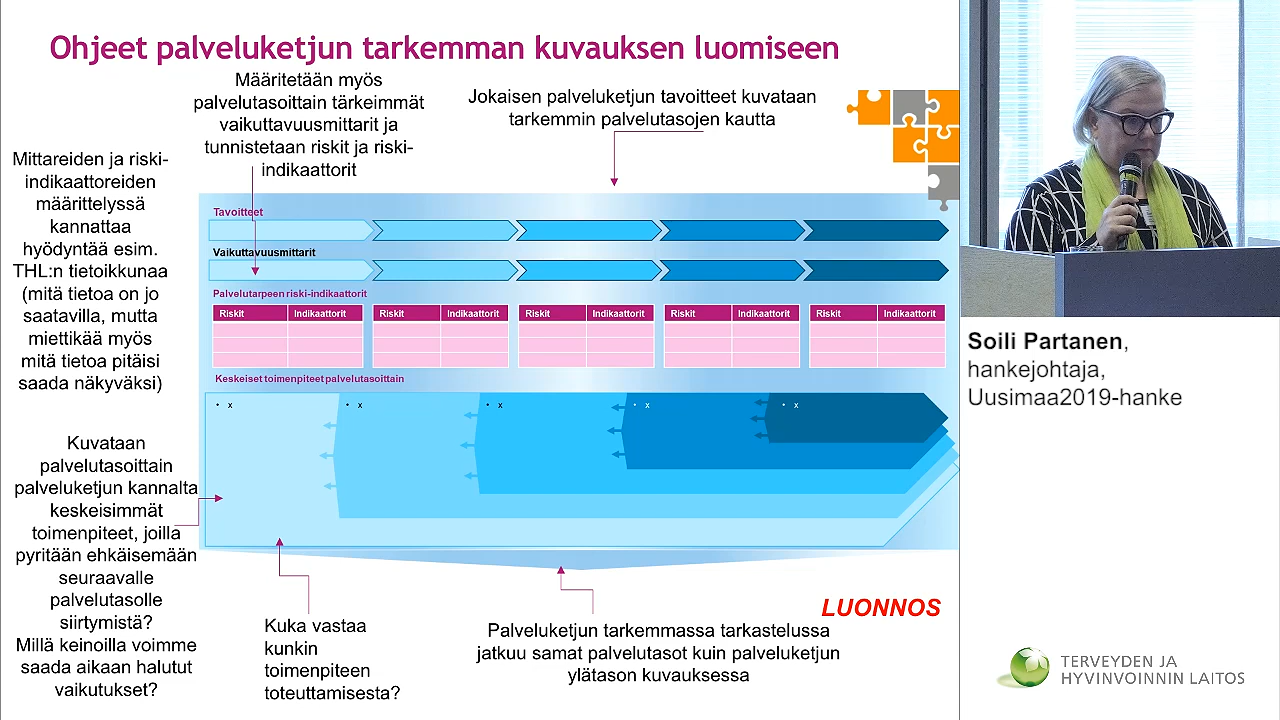 Ohjeet palveluketjun tarkemman kuvauksen luomiseen
Määritetään myös
palvelutasoittain tärkeimmät
vaikuttavuusmittarit ja
tunnistetaan riskit ja riski-
indikaattorit
Jokaisen palveluketjun tavoitteet kuvataan
tarkemmin palvelutasojen kautta
Mittareiden ja riski-
indikaattoreiden
määrittelyssä
kannattaa
hyödyntää esim.
THL:n tietoikkunaa
(mitä tietoa on jo
saatavilla, mutta
miettikää myös
mitä tietoa pitäisi
saada näkyväksi)
Tavoitteet
Vaikuttavuusmittarit
Palvelutarpeen riski-indikaattorit
Riskit Indikaattorit Riskit Indikaattorit Riskit Indikaattorit Riskit Indikaattorit Riskit Indikaattorit
Keskeiset toimenpiteet palvelutasoittain
• x • x • x • x • x
Kuvataan
palvelutasoittain
palveluketjun kannalta
keskeisimmät
toimenpiteet, joilla
pyritään ehkäisemään
seuraavalle
palvelutasolle
siirtymistä?
Millä keinoilla voimme
saada aikaan halutut
vaikutukset?
Kuka vastaa
kunkin
toimenpiteen
toteuttamisesta?
LUONNOS
Palveluketjun tarkemmassa tarkastelussa
jatkuu samat palvelutasot kuin palveluketjun
ylätason kuvauksessa
Soili Partanen,
hankejohtaja,
Uusimaa2019-hanke
TERVEYDEN JA
HYVINVOINNIN LAITOS